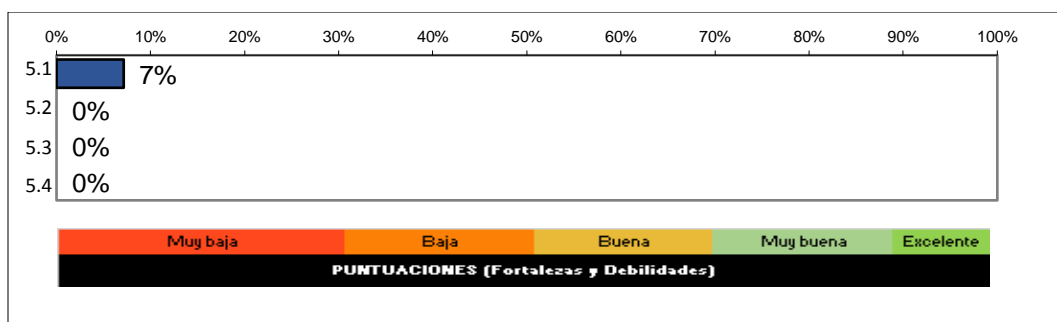 0% 10% 20% 30% 40% 50% 60% 70% 80% 90% 100%
5.1 7%
5.2 0%
5.3 0%
5.4 0%
Muy baja Baja Buena Muy buena Excelente
PUNTUACIONES (Fortalezas y Debilidades)